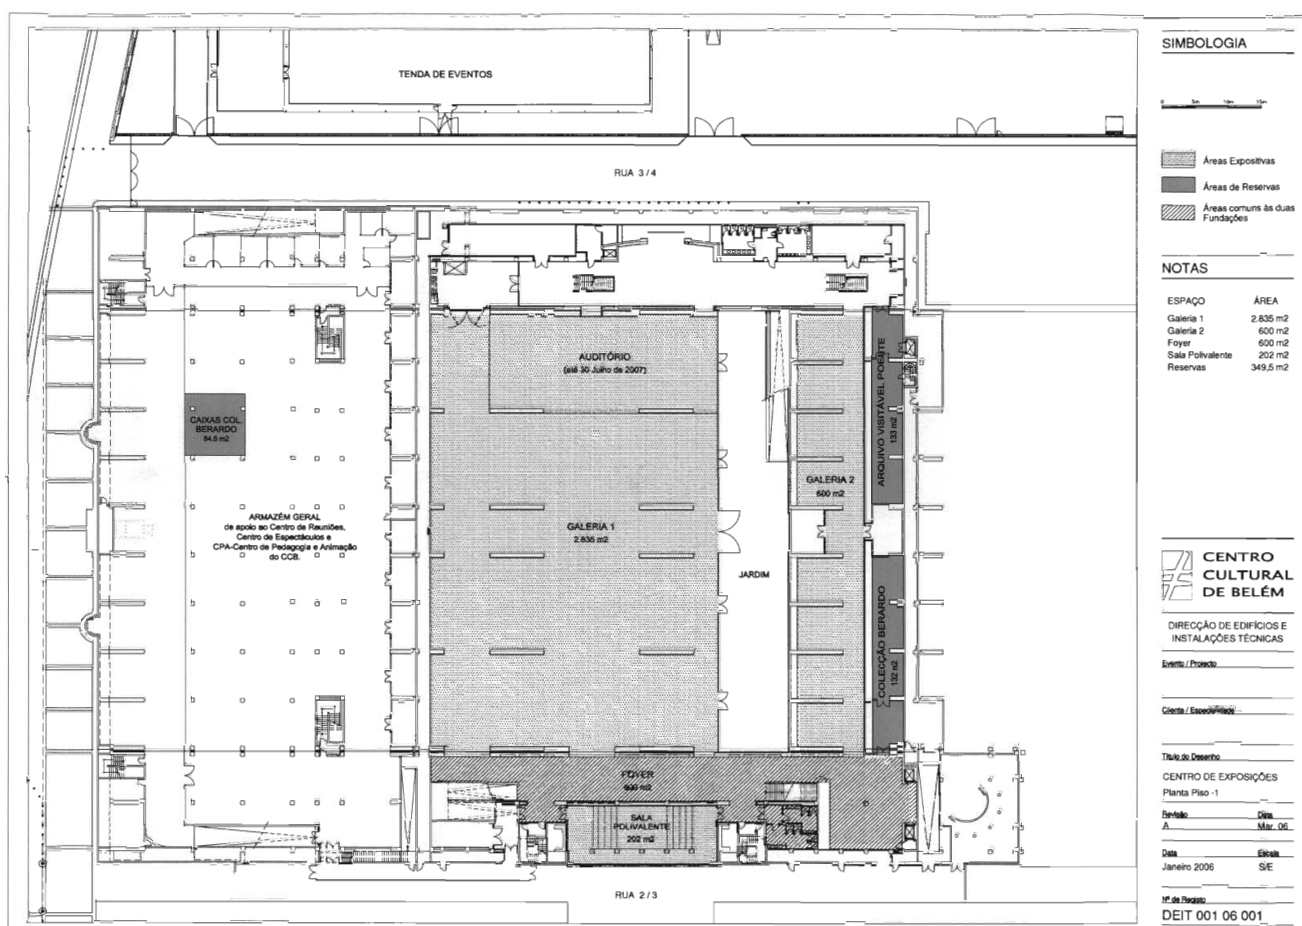 TENDA DE EVENTOS
RUA 3 / 4
AUDITÓRIO
(até 30 Julho de 2007)
CAIXAS COL.
BERARDO
84,5 m2
ARMAZÉM GERAL
de apoio ao Centro de Reuniões,
Centro de Espectáculos e
CPA-Centro de Pedagogia e Animação
do CCB.
GALERIA 1
2.835 m2
JARDIM
GALERIA 2
600 m2
ARQUIVO VISITÁVEL POENTE
133 m2
COLECÇÃO BERARDO
132 m2
FOYER
600 m2
SALA
POLIVALENTE
202 m2
RUA 2 / 3
SIMBOLOGIA
0 5m 10m 15m
Áreas Expositivas
Áreas de Reservas
Áreas comuns às duas
Fundações
NOTAS
ESPAÇO ÁREA
Galeria 1 2.835 m2
Galeria 2 600 m2
Foyer 600 m2
Sala Polivalente 202 m2
Reservas 349,5 m2
CENTRO
CULTURAL
DE BELÉM
DIRECÇÃO DE EDIFÍCIOS E
INSTALAÇÕES TÉCNICAS
Evento / Projecto
Cliente / Especialidade
Título do Desenho
CENTRO DE EXPOSIÇÕES
Planta Piso -1
Revisão Data
A Mar. 06
Data Escala
Janeiro 2006 S/E
Nº de Registo
DEIT 001 06 001